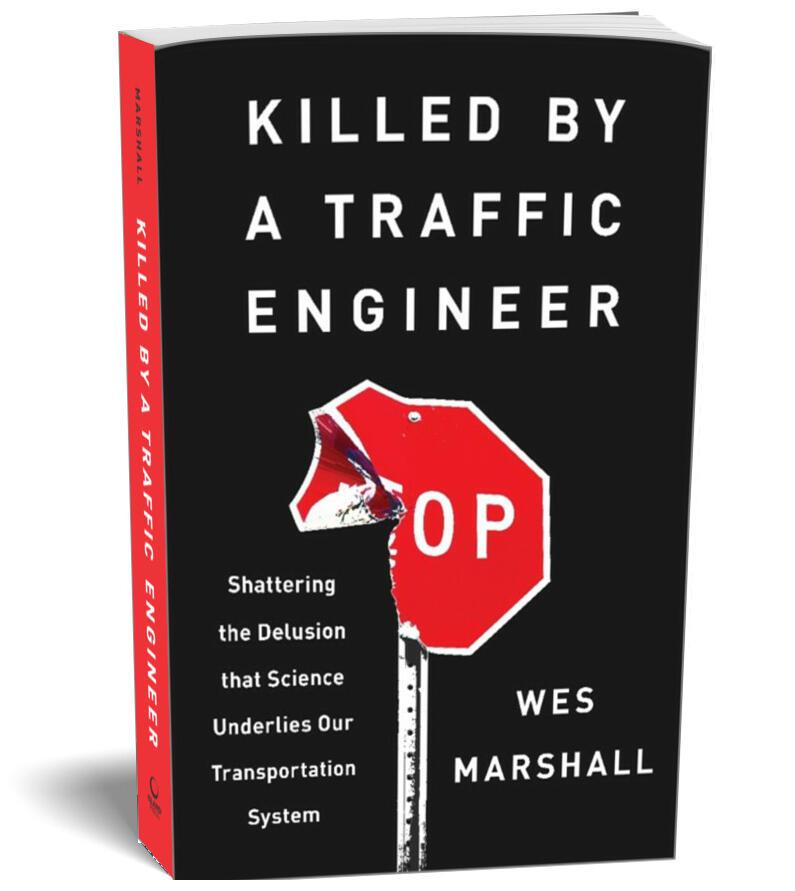 MARSHALL KILLED BY A TRAFFIC ENGINEER
KILLED BY
A TRAFFIC
ENGINEER
OP
Shattering
the Delusion
that Science
Underlies Our
Transportation
System
WES
MARSHALL